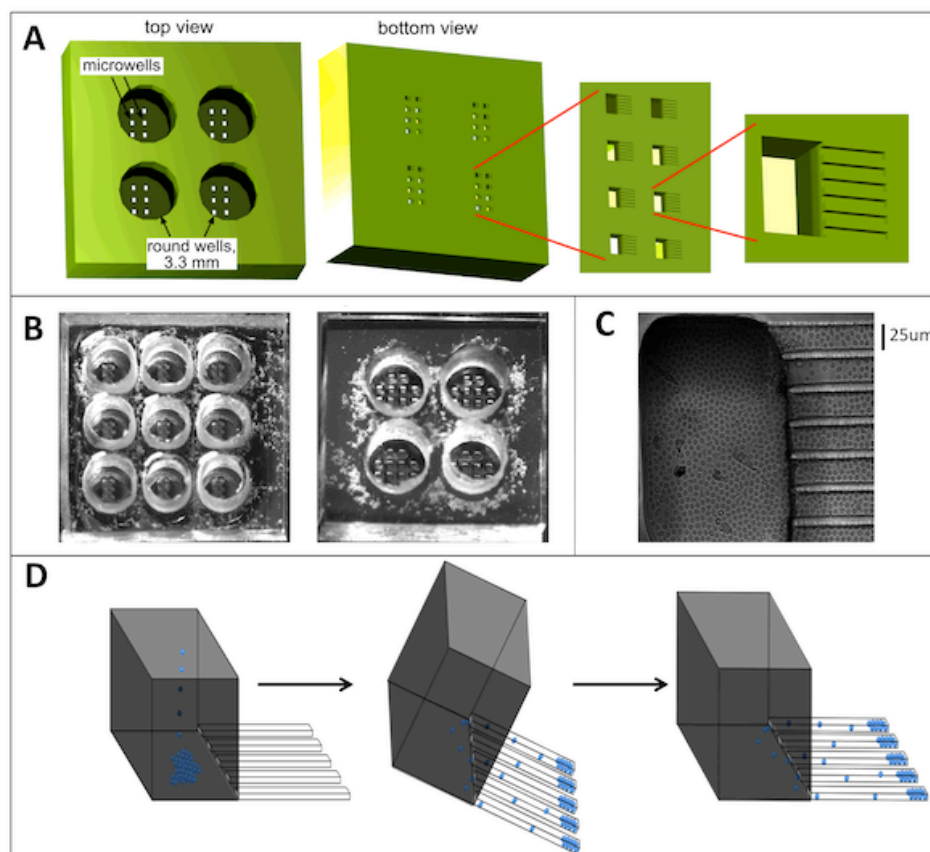 A
top view
bottom view
microwells
round wells,
3.3 mm
B
C
25um
D